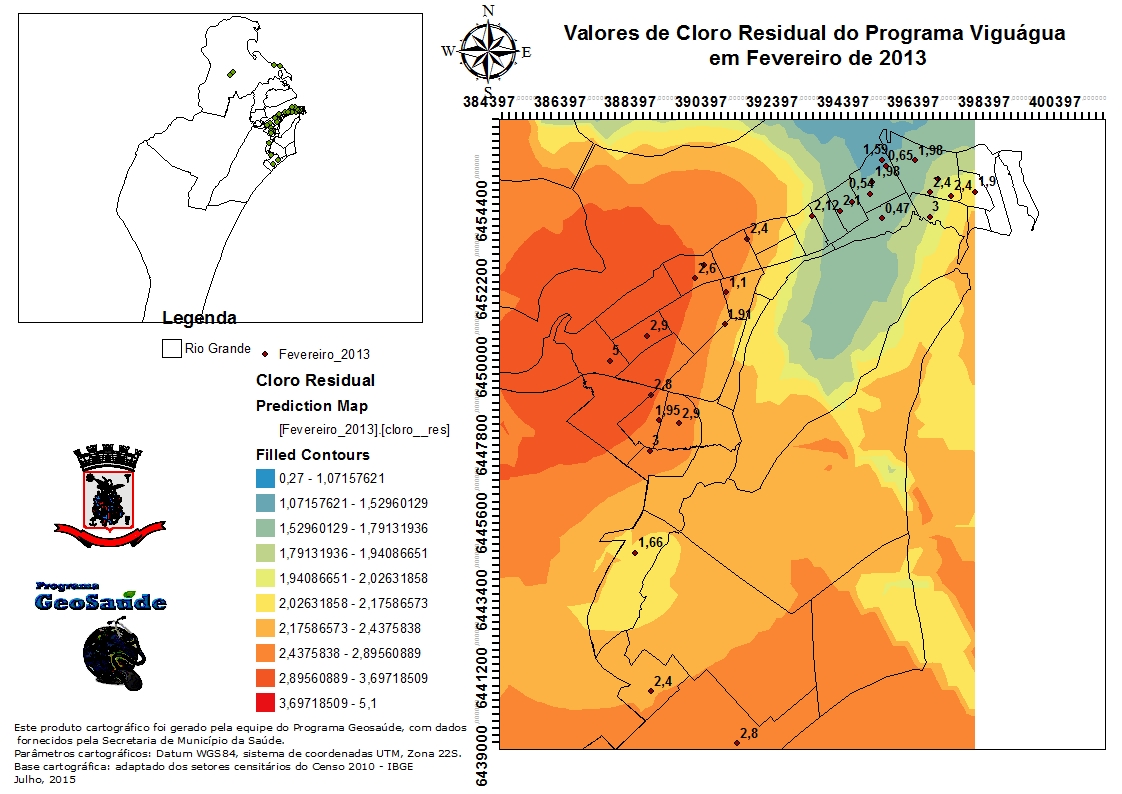 Valores de Cloro Residual do Programa Viguágua
em Fevereiro de 2013
N
W
E
S
384397 386397 388397 390397 392397 394397 396397 398397 400397
6454400
6452200
6450000
6447800
6445600
6443400
6441200
6439000
1,59
0,65
1,98
1,98
0,54
2,4
2,4
1,9
2,12
2,1
0,47
3
2,4
2,6
1,1
1,91
2,9
5
2,8
1,95
2,9
3
1,66
2,4
2,8
Legenda
Rio Grande
Fevereiro_2013
Cloro Residual
Prediction Map
[Fevereiro_2013].[cloro__res]
Filled Contours
0,27 - 1,07157621
1,07157621 - 1,52960129
1,52960129 - 1,79131936
1,79131936 - 1,94086651
1,94086651 - 2,02631858
2,02631858 - 2,17586573
2,17586573 - 2,4375838
2,4375838 - 2,89560889
2,89560889 - 3,69718509
3,69718509 - 5,1
Programa
GeoSaúde
Este produto cartográfico foi gerado pela equipe do Programa Geosaúde, com dados
fornecidos pela Secretaria de Município da Saúde.
Parâmetros cartográficos: Datum WGS84, sistema de coordenadas UTM, Zona 22S.
Base cartográfica: adaptado dos setores censitários do Censo 2010 - IBGE
Julho, 2015